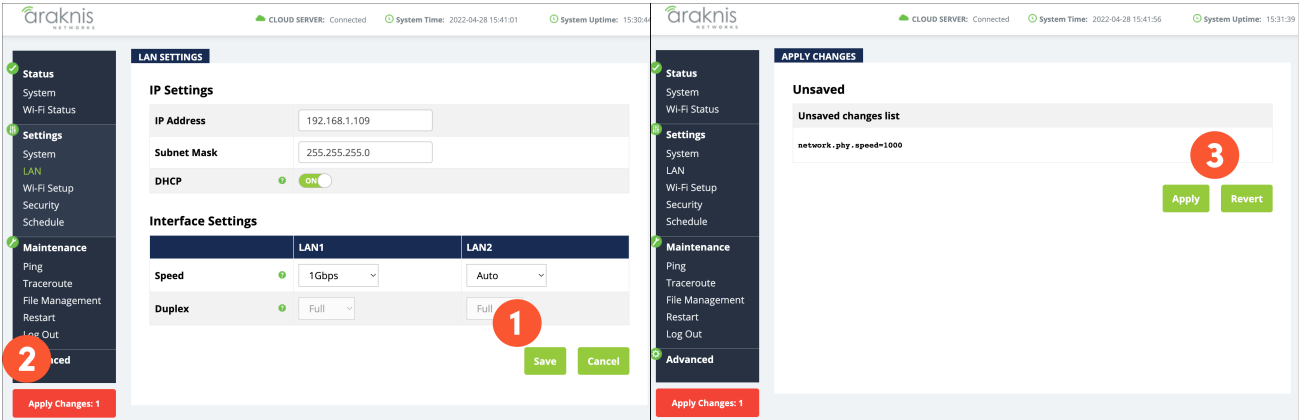 araknis
NETWORKS
CLOUD SERVER: Connected
System Time: 2022-04-28 15:41:01
System Uptime: 15:30:44
Status
System
Wi-Fi Status
Settings
System
LAN
Wi-Fi Setup
Security
Schedule
Maintenance
Ping
Traceroute
File Management
Restart
Log Out
2
nced
Apply Changes: 1
LAN SETTINGS
IP Settings
IP Address 192.168.1.109
Subnet Mask 255.255.255.0
DHCP ON
Interface Settings
LAN1 LAN2
Speed 1Gbps Auto
Duplex Full Full
1
Save Cancel
araknis
NETWORKS
CLOUD SERVER: Connected
System Time: 2022-04-28 15:41:56
System Uptime: 15:31:39
Status
System
Wi-Fi Status
Settings
System
LAN
Wi-Fi Setup
Security
Schedule
Maintenance
Ping
Traceroute
File Management
Restart
Log Out
Advanced
Apply Changes: 1
APPLY CHANGES
Unsaved
Unsaved changes list
network.phy.speed=1000
3
Apply Revert